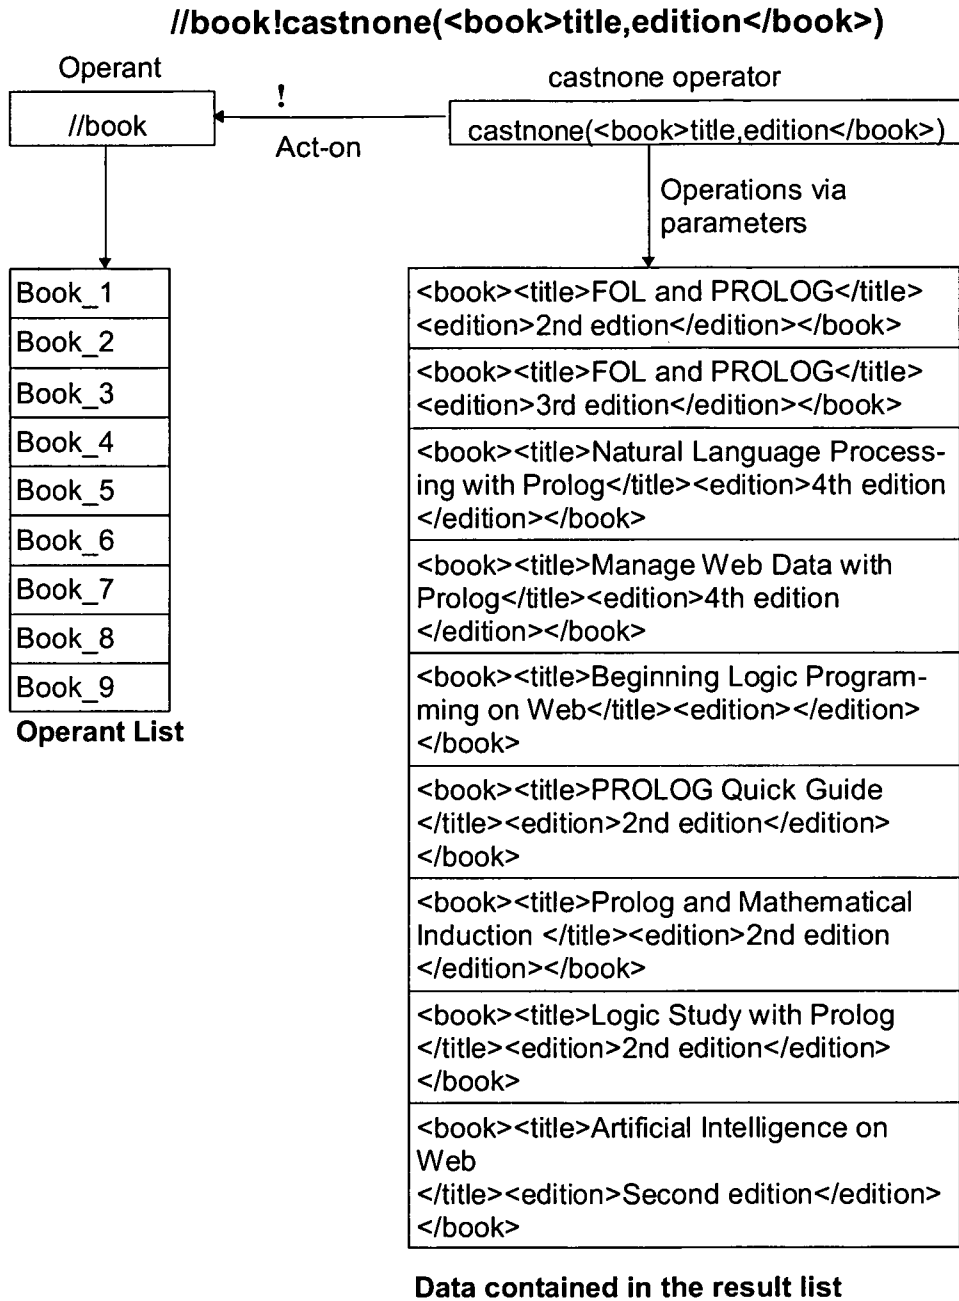 //book!castnone(<book>title,edition</book>)
Operant
castnone operator
!
//book
castnone(<book>title,edition</book>)
Act-on
Operations via
parameters
Book_1
Book_2
Book_3
Book_4
Book_5
Book_6
Book_7
Book_8
Book_9
Operant List
<book><title>FOL and PROLOG</title>
<edition>2nd edtion</edition></book>
<book><title>FOL and PROLOG</title>
<edition>3rd edition</edition></book>
<book><title>Natural Language Process-
ing with Prolog</title><edition>4th edition
</edition></book>
<book><title>Manage Web Data with
Prolog</title><edition>4th edition
</edition></book>
<book><title>Beginning Logic Program-
ming on Web</title><edition></edition>
</book>
<book><title>PROLOG Quick Guide
</title><edition>2nd edition</edition>
</book>
<book><title>Prolog and Mathematical
Induction </title><edition>2nd edition
</edition></book>
<book><title>Logic Study with Prolog
</title><edition>2nd edition</edition>
</book>
<book><title>Artificial Intelligence on
Web
</title><edition>Second edition</edition>
</book>
Data contained in the result list